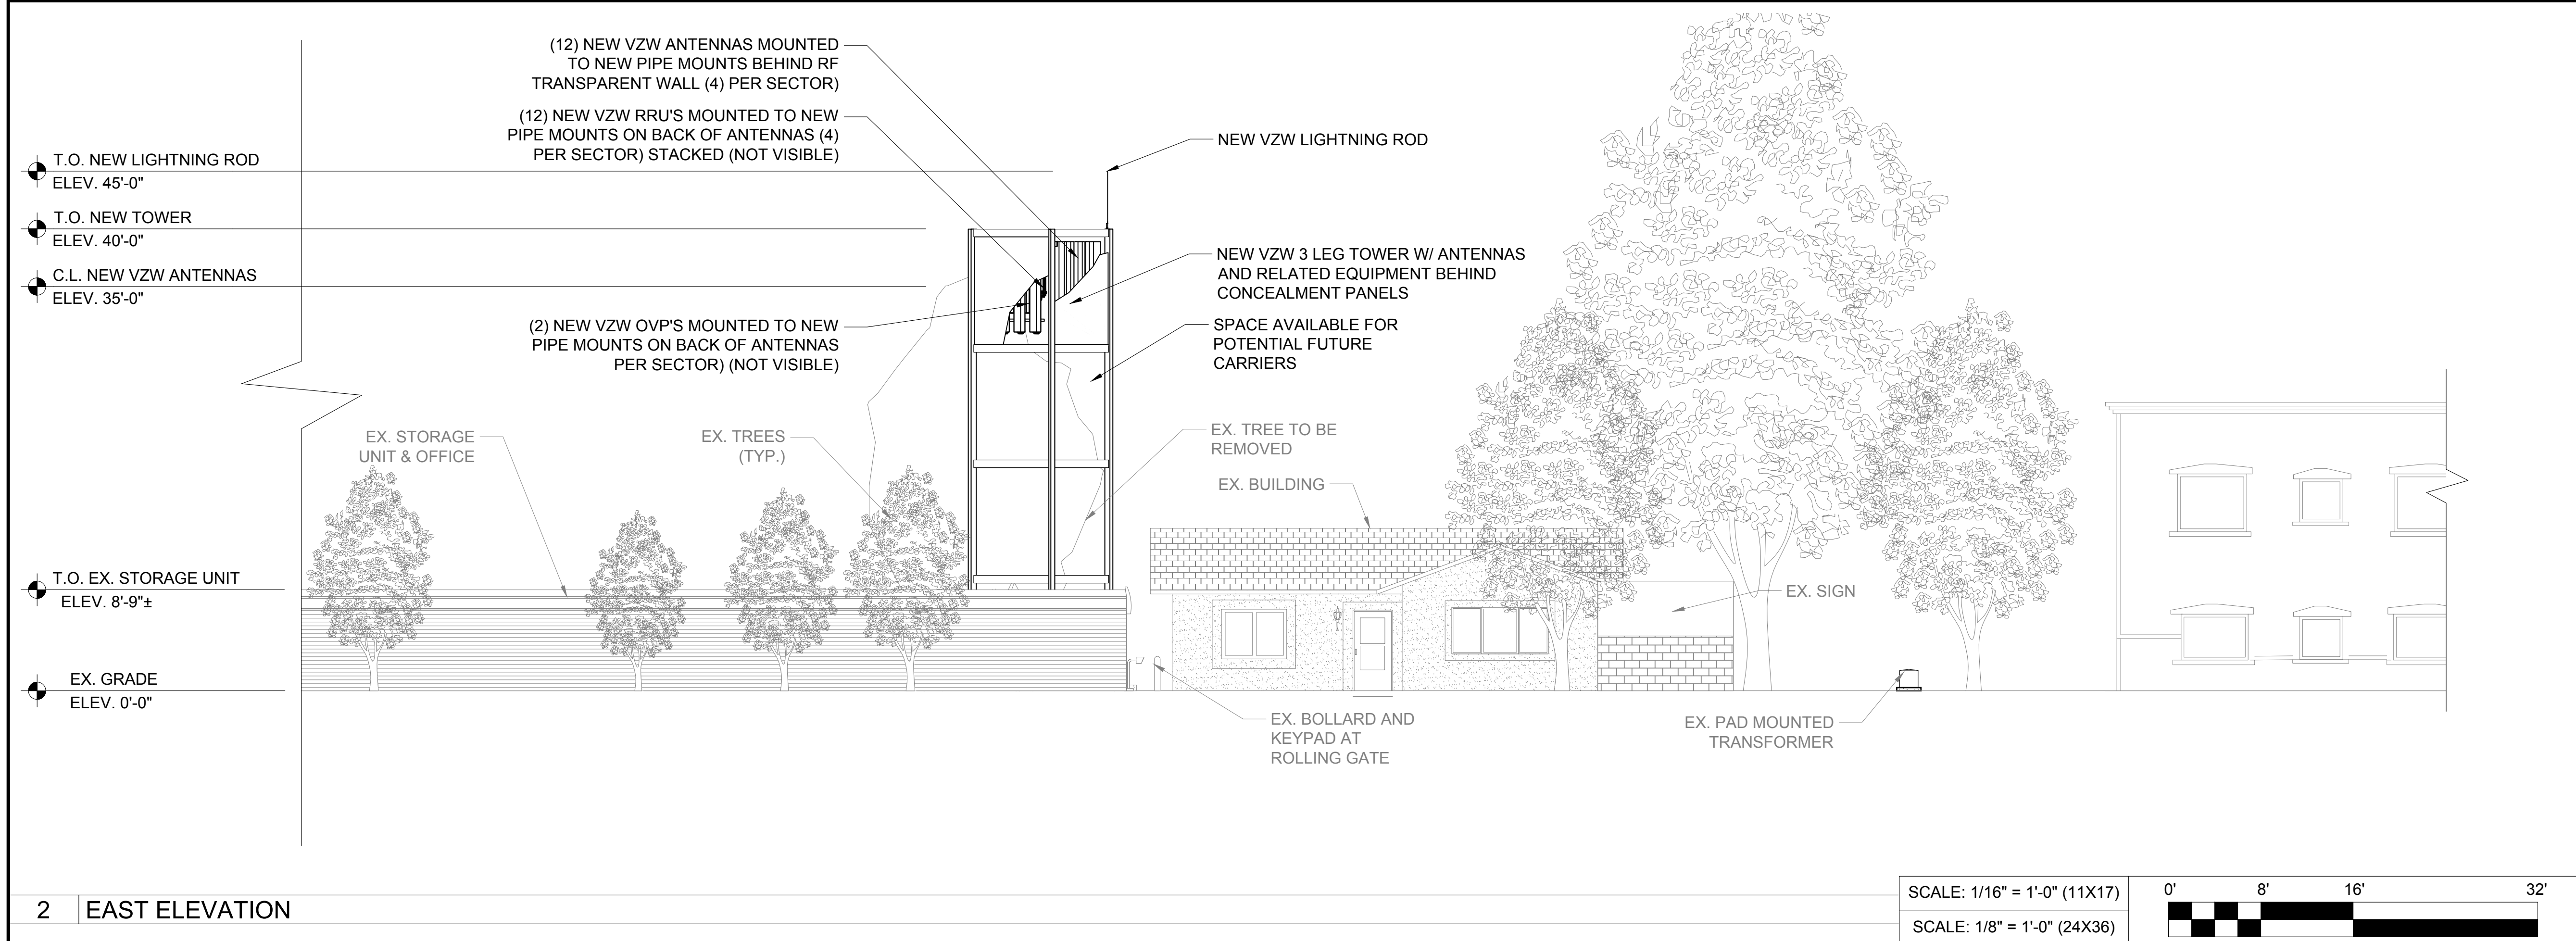 (12) NEW VZW ANTENNAS MOUNTED
TO NEW PIPE MOUNTS BEHIND RF
TRANSPARENT WALL (4) PER SECTOR)
(12) NEW VZW RRU'S MOUNTED TO NEW
PIPE MOUNTS ON BACK OF ANTENNAS (4)
PER SECTOR) STACKED (NOT VISIBLE)
NEW VZW LIGHTNING ROD
T.O. NEW LIGHTNING ROD
ELEV. 45'-0"
T.O. NEW TOWER
ELEV. 40'-0"
C.L. NEW VZW ANTENNAS
ELEV. 35'-0"
NEW VZW 3 LEG TOWER W/ ANTENNAS
AND RELATED EQUIPMENT BEHIND
CONCEALMENT PANELS
(2) NEW VZW OVP'S MOUNTED TO NEW
PIPE MOUNTS ON BACK OF ANTENNAS
PER SECTOR) (NOT VISIBLE)
SPACE AVAILABLE FOR
POTENTIAL FUTURE
CARRIERS
EX. STORAGE
UNIT & OFFICE
EX. TREES
(TYP.)
EX. TREE TO BE
REMOVED
EX. BUILDING
T.O. EX. STORAGE UNIT
ELEV. 8'-9"±
EX. SIGN
EX. GRADE
ELEV. 0'-0"
EX. BOLLARD AND
KEYPAD AT
ROLLING GATE
EX. PAD MOUNTED
TRANSFORMER
2 EAST ELEVATION
SCALE: 1/16" = 1'-0" (11X17)
SCALE: 1/8" = 1'-0" (24X36)
0' 8' 16' 32'